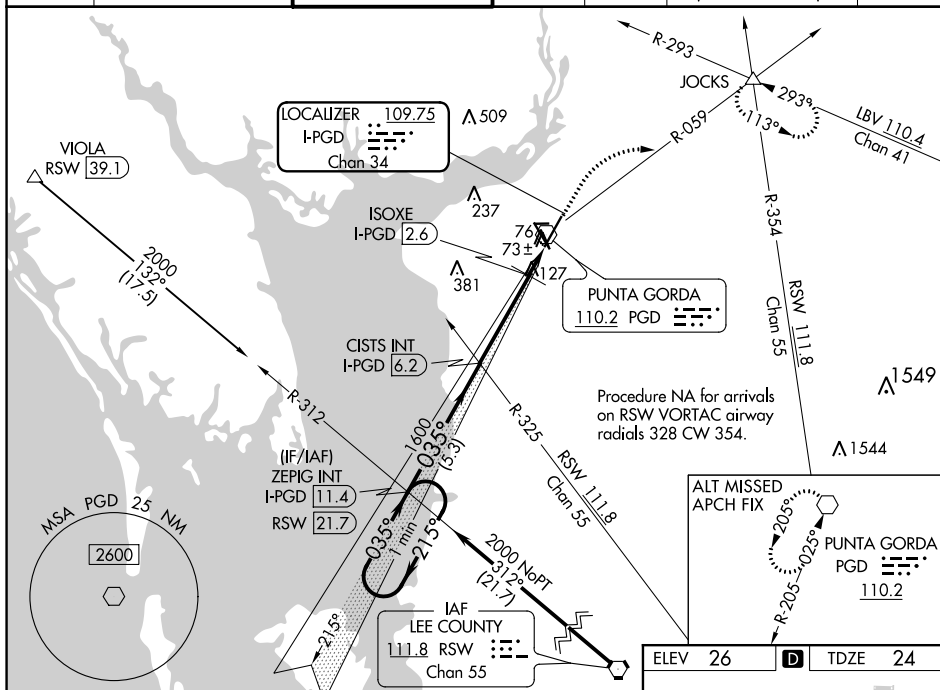 R-293
JOCKS
293°
113°
R-059
LBV 110.4
Chan 41
LOCALIZER 109.75
I-PGD
Chan 34
509
VIOLA
RSW 39.1
237
ISOXE
I-PGD 2.6
76
73±
127
381
2000
132°
(17.5)
PUNTA GORDA
110.2 PGD
R-354
RSW 111.8
Chan 55
CISTS INT
I-PGD 6.2
1549
Procedure NA for arrivals
on RSW VORTAC airway
radials 328 CW 354.
R-312
1600
035°
(5.3)
R-325
RSW 111.8
Chan 55
1544
(IF/IAF)
ZEPIG INT
I-PGD 11.4
RSW 21.7
035°
1 min
215°
MSA PGD 25 NM
2600
2000 NoPT
312°
(21.7)
ALT MISSED
APCH FIX
205°
025°
R-205
PUNTA GORDA
PGD
110.2
215°
IAF
LEE COUNTY
111.8 RSW
Chan 55
ELEV 26
D
TDZE 24